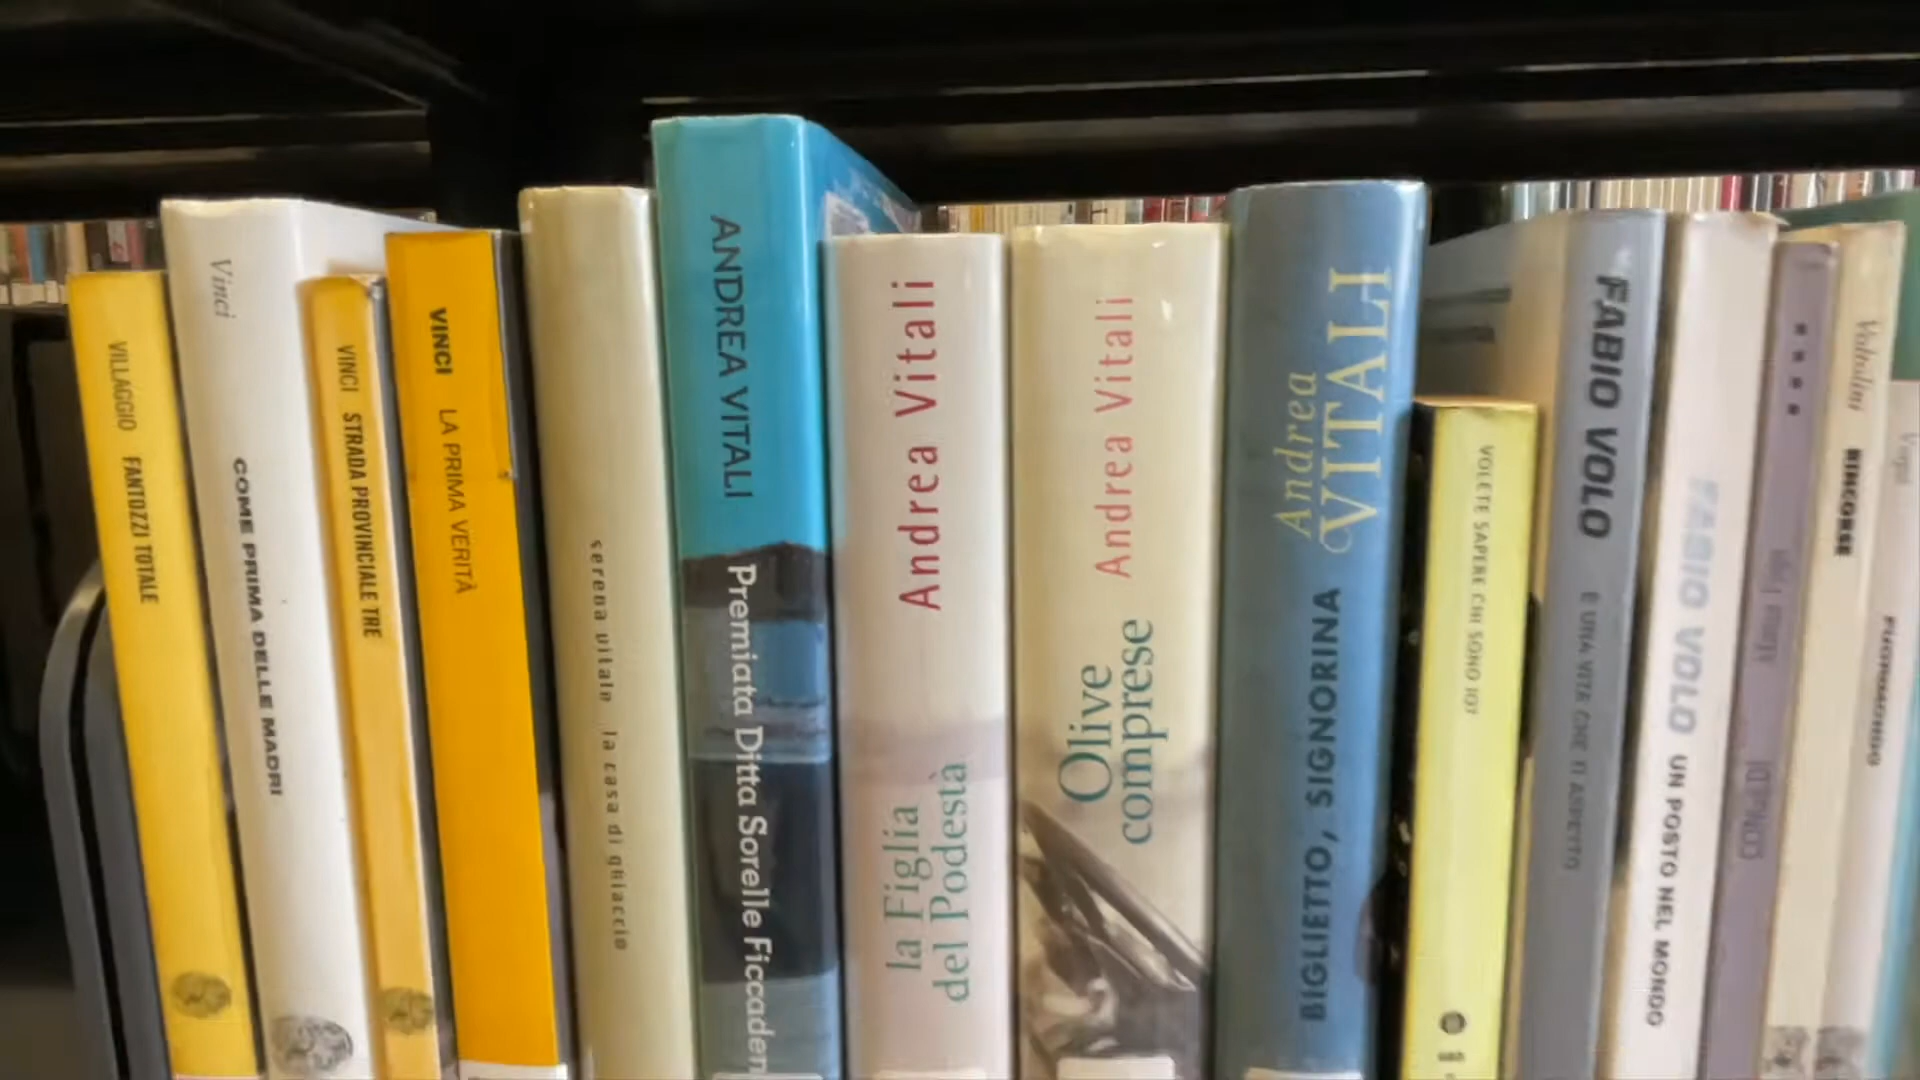 VILLAGGIO FANTOZZI TOTALE
Vinci COME PRIMA DELLE MADRI
VINCI STRADA PROVINCIALE TRE
VINCI LA PRIMA VERITÀ
serena vitale la casa di ghiaccio
ANDREA VITALI Premiata Ditta Sorelle Ficcaden
Andrea Vitali
la Figlia
del Podestà
Andrea Vitali
Olive
comprese
Andrea
VITALI
BIGLIETTO, SIGNORINA
VOLETE SAPERE CHI SONO IO?
FABIO VOLO È UNA VITA CHE TI ASPETTO
FABIO VOLO UN POSTO NEL MONDO
Voltolini RINCORSE